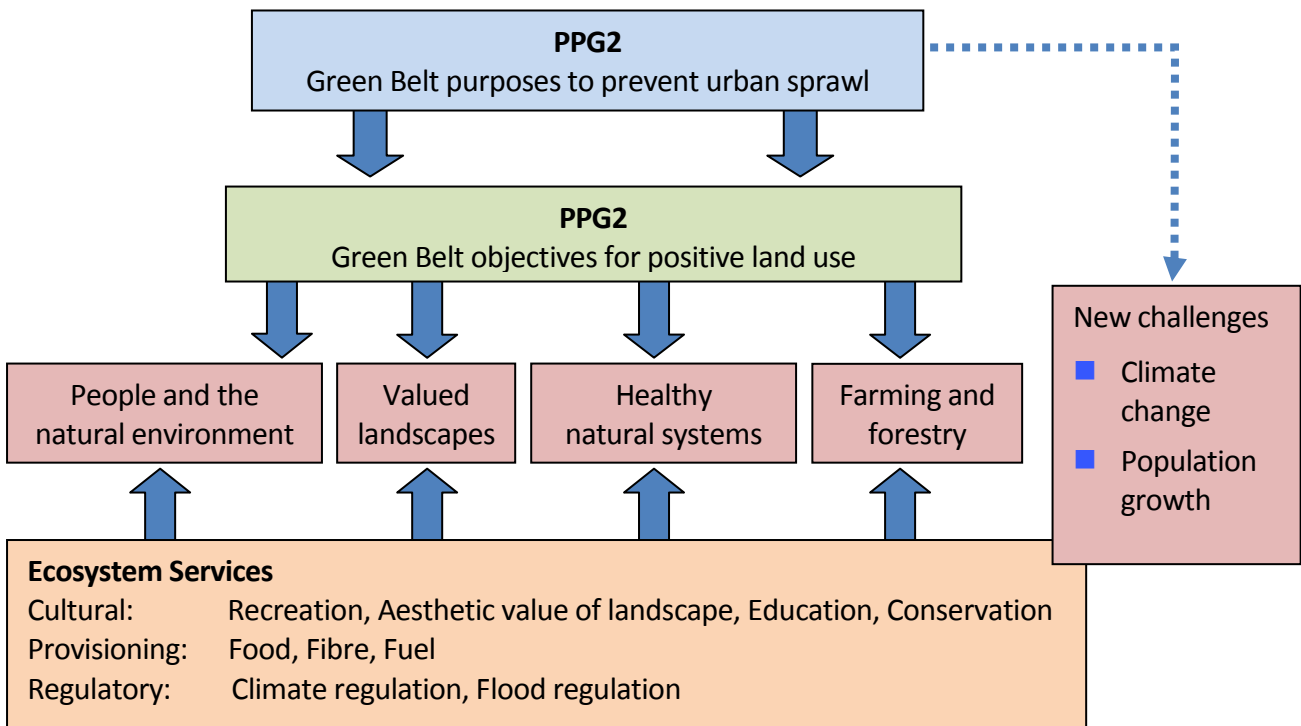 PPG2
Green Belt purposes to prevent urban sprawl
PPG2
Green Belt objectives for positive land use
People and the
natural environment
Valued
landscapes
Healthy
natural systems
Farming and
forestry
New challenges
Climate
change
Population
growth
Ecosystem Services
Cultural: Recreation, Aesthetic value of landscape, Education, Conservation
Provisioning: Food, Fibre, Fuel
Regulatory: Climate regulation, Flood regulation